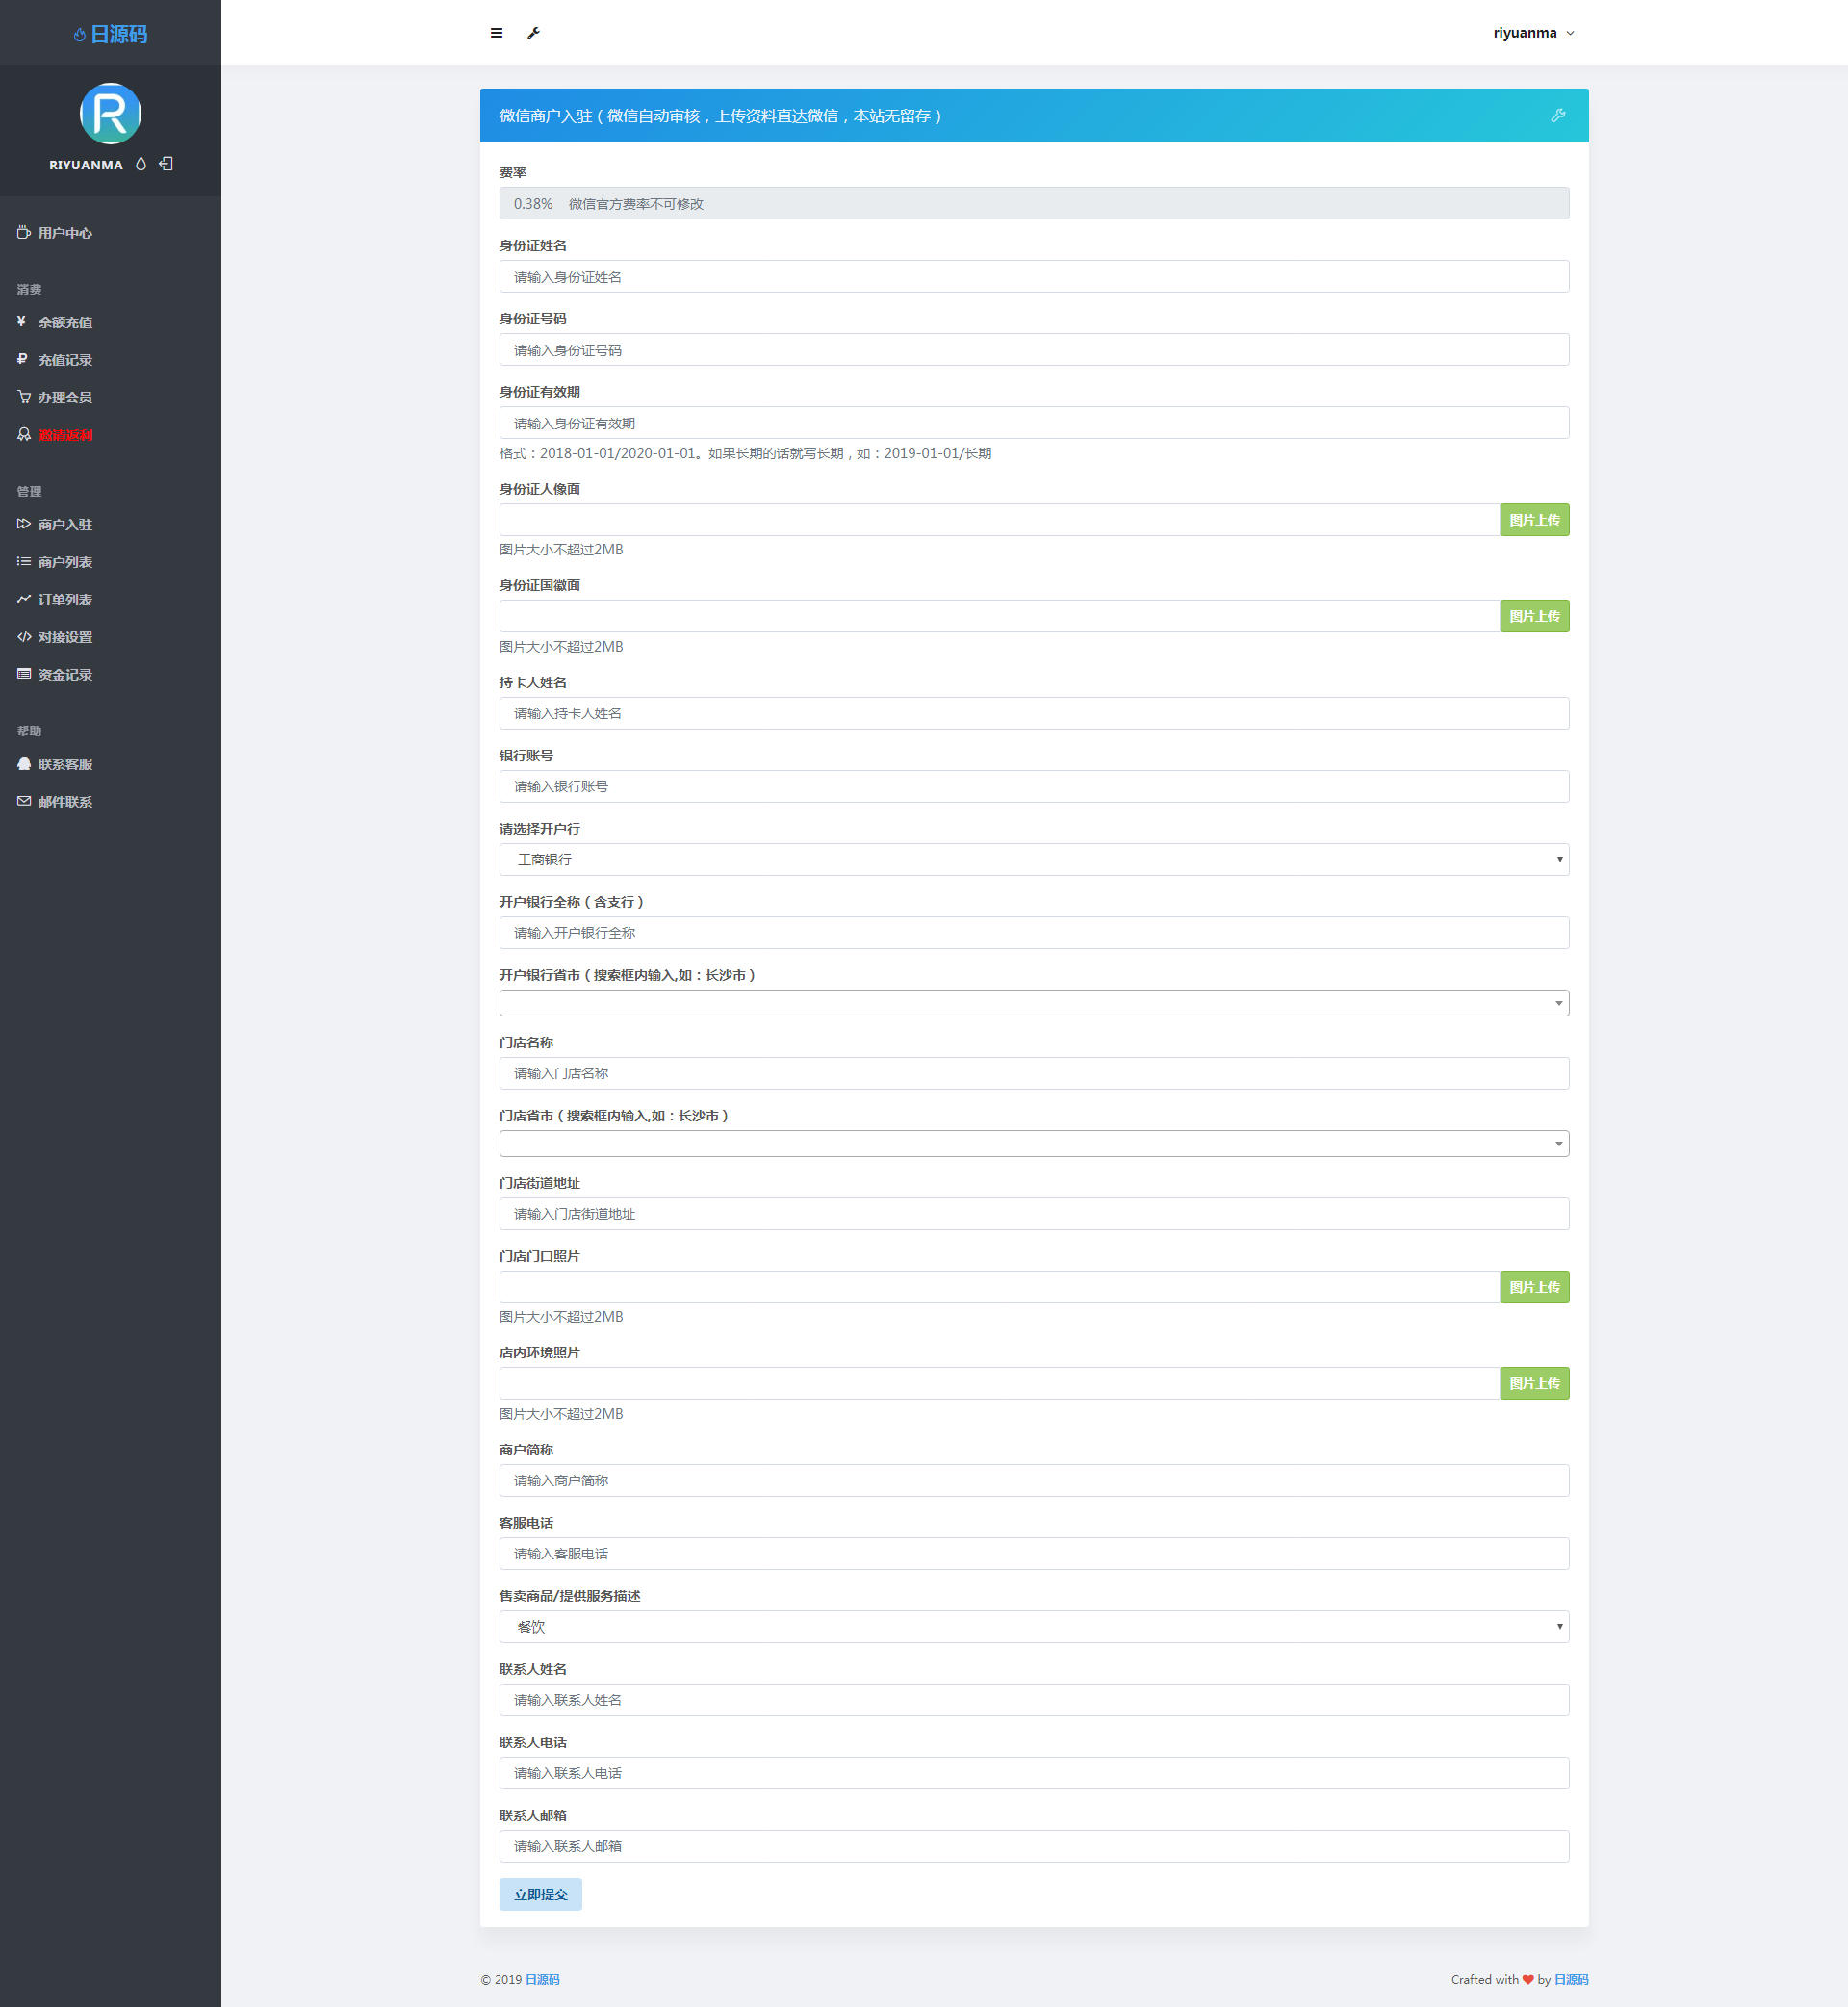 日源码
RIYUANMA
用户中心
消费
余额充值
充值记录
办理会员
邀请返利
管理
商户入驻
商户列表
订单列表
对接设置
资金记录
帮助
联系客服
邮件联系
riyuanma
微信商户入驻（微信自动审核，上传资料直达微信，本站无留存）
费率
0.38% 微信官方费率不可修改
身份证姓名
请输入身份证姓名
身份证号码
请输入身份证号码
身份证有效期
请输入身份证有效期
格式：2018-01-01/2020-01-01。如果长期的话就写长期，如：2019-01-01/长期
身份证人像面
图片上传
图片大小不超过2MB
身份证国徽面
图片上传
图片大小不超过2MB
持卡人姓名
请输入持卡人姓名
银行账号
请输入银行账号
请选择开户行
工商银行
开户银行全称（含支行）
请输入开户银行全称
开户银行省市（搜索框内输入,如：长沙市）
门店名称
请输入门店名称
门店省市（搜索框内输入,如：长沙市）
门店街道地址
请输入门店街道地址
门店门口照片
图片上传
图片大小不超过2MB
店内环境照片
图片上传
图片大小不超过2MB
商户简称
请输入商户简称
客服电话
请输入客服电话
售卖商品/提供服务描述
餐饮
联系人姓名
请输入联系人姓名
联系人电话
请输入联系人电话
联系人邮箱
请输入联系人邮箱
立即提交
© 2019 日源码
Crafted with ❤ by 日源码